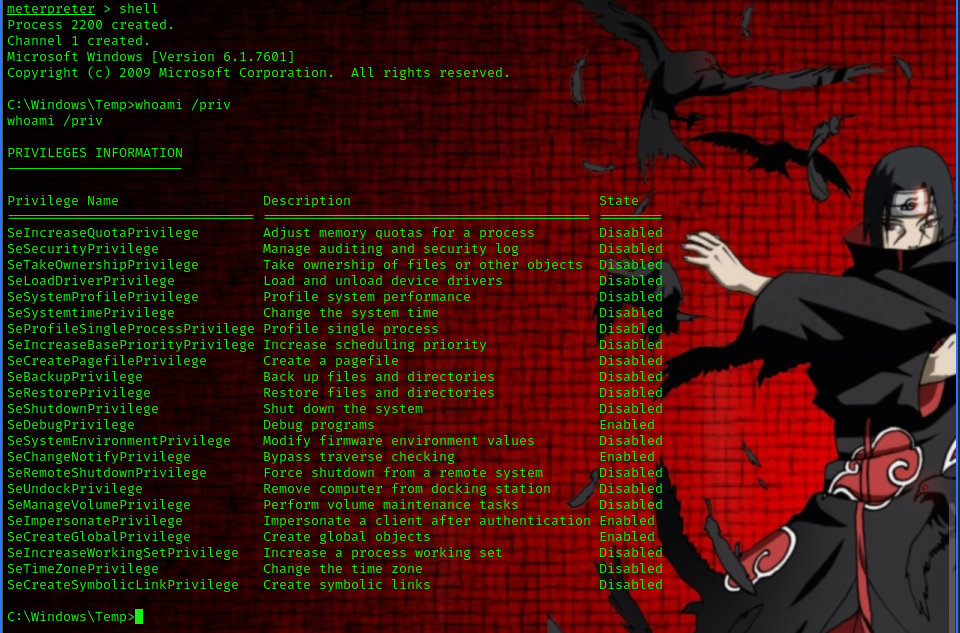 meterpreter > shell
Process 2200 created.
Channel 1 created.
Microsoft Windows [Version 6.1.7601]
Copyright (c) 2009 Microsoft Corporation.  All rights reserved.
C:\Windows\Temp>whoami /priv
whoami /priv
PRIVILEGES INFORMATION
----------------------
Privilege Name                  Description                               State
=============================== ========================================= ========
SeIncreaseQuotaPrivilege        Adjust memory quotas for a process        Disabled
SeSecurityPrivilege             Manage auditing and security log          Disabled
SeTakeOwnershipPrivilege        Take ownership of files or other objects  Disabled
SeLoadDriverPrivilege           Load and unload device drivers            Disabled
SeSystemProfilePrivilege        Profile system performance                Disabled
SeSystemtimePrivilege           Change the system time                    Disabled
SeProfileSingleProcessPrivilege Profile single process                    Disabled
SeIncreaseBasePriorityPrivilege Increase scheduling priority              Disabled
SeCreatePagefilePrivilege       Create a pagefile                         Disabled
SeBackupPrivilege               Back up files and directories             Disabled
SeRestorePrivilege              Restore files and directories             Disabled
SeShutdownPrivilege             Shut down the system                      Disabled
SeDebugPrivilege                Debug programs                            Enabled
SeSystemEnvironmentPrivilege    Modify firmware environment values        Disabled
SeChangeNotifyPrivilege         Bypass traverse checking                  Enabled
SeRemoteShutdownPrivilege       Force shutdown from a remote system       Disabled
SeUndockPrivilege               Remove computer from docking station      Disabled
SeManageVolumePrivilege         Perform volume maintenance tasks          Disabled
SeImpersonatePrivilege          Impersonate a client after authentication Enabled
SeCreateGlobalPrivilege         Create global objects                     Enabled
SeIncreaseWorkingSetPrivilege   Increase a process working set            Disabled
SeTimeZonePrivilege             Change the time zone                      Disabled
SeCreateSymbolicLinkPrivilege   Create symbolic links                     Disabled
C:\Windows\Temp>